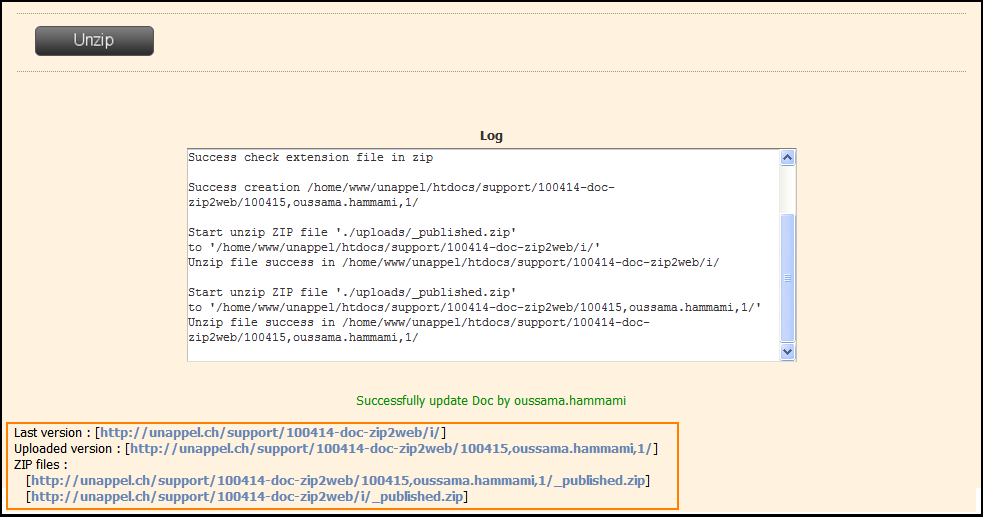 Unzip
Log
Success check extension file in zip
Success creation /home/www/unappel/htdocs/support/100414-doc-
zip2web/100415,oussama.hammami,1/
Start unzip ZIP file './uploads/_published.zip'
to '/home/www/unappel/htdocs/support/100414-doc-zip2web/i/'
Unzip file success in /home/www/unappel/htdocs/support/100414-doc-zip2web/i/
Start unzip ZIP file './uploads/_published.zip'
to '/home/www/unappel/htdocs/support/100414-doc-zip2web/100415,oussama.hammami,1/'
Unzip file success in /home/www/unappel/htdocs/support/100414-doc-
zip2web/100415,oussama.hammami,1/
Successfully update Doc by oussama.hammami
Last version : [http://unappel.ch/support/100414-doc-zip2web/i/]
Uploaded version : [http://unappel.ch/support/100414-doc-zip2web/100415,oussama.hammami,1/]
ZIP files :
[http://unappel.ch/support/100414-doc-zip2web/100415,oussama.hammami,1/_published.zip]
[http://unappel.ch/support/100414-doc-zip2web/i/_published.zip]